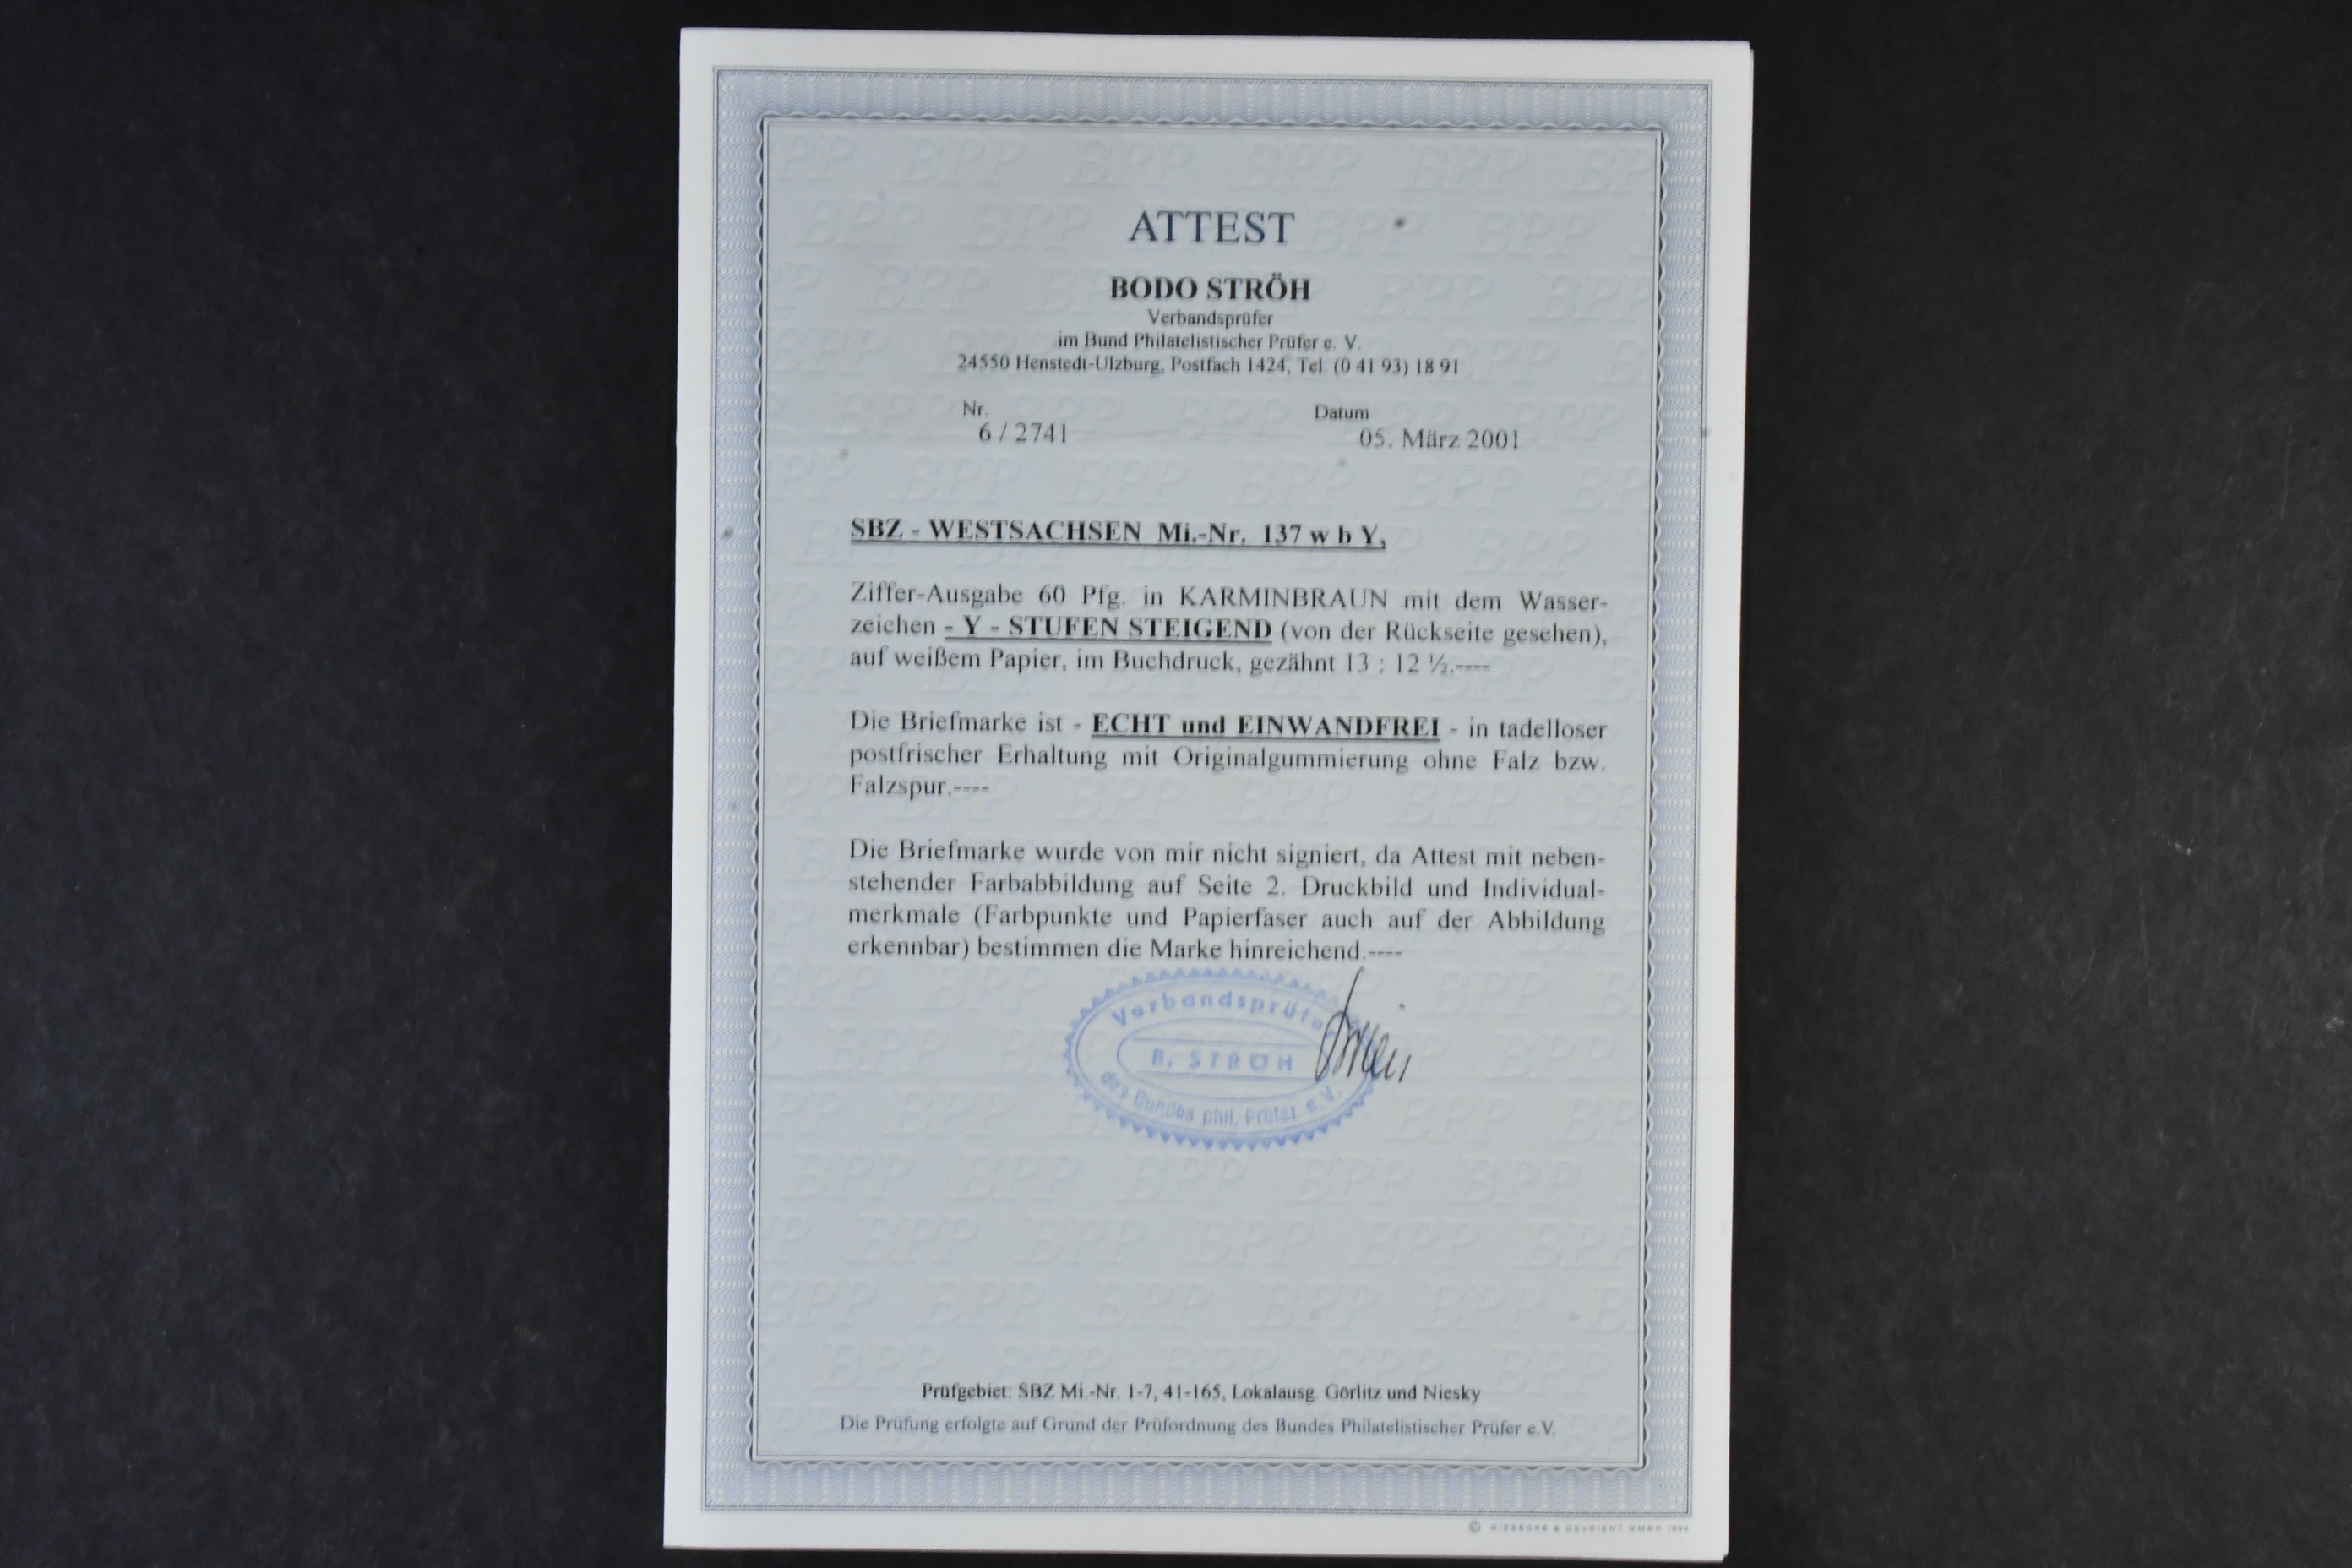 ATTEST
BODO STRÖH
Verbandsprüfer
im Bund Philatelistischer Prüfer e. V.
24550 Henstedt-Ulzburg, Postfach 1424, Tel. (0 41 93) 18 91
Nr. Datum
6 / 2741 05. März 2001
SBZ - WESTSACHSEN Mi.-Nr. 137 w b Y,
Ziffer-Ausgabe 60 Pfg. in KARMINBRAUN mit dem Wasser-
zeichen - Y - STUFEN STEIGEND (von der Rückseite gesehen),
auf weißem Papier, im Buchdruck, gezähnt 13 : 12 ½.----
Die Briefmarke ist - ECHT und EINWANDFREI - in tadelloser
postfrischer Erhaltung mit Originalgummierung ohne Falz bzw.
Falzspur.----
Die Briefmarke wurde von mir nicht signiert, da Attest mit neben-
stehender Farbabbildung auf Seite 2. Druckbild und Individual-
merkmale (Farbpunkte und Papierfaser auch auf der Abbildung
erkennbar) bestimmen die Marke hinreichend.----
Verbandsprüfer
B. STRÖH
des Bundes phil. Prüfer e.V.
Prüfgebiet: SBZ Mi.-Nr. 1-7, 41-165, Lokalausg. Görlitz und Niesky
Die Prüfung erfolgte auf Grund der Prüfordnung des Bundes Philatelistischer Prüfer e.V.
© GIESECKE & DEVRIENT GMBH